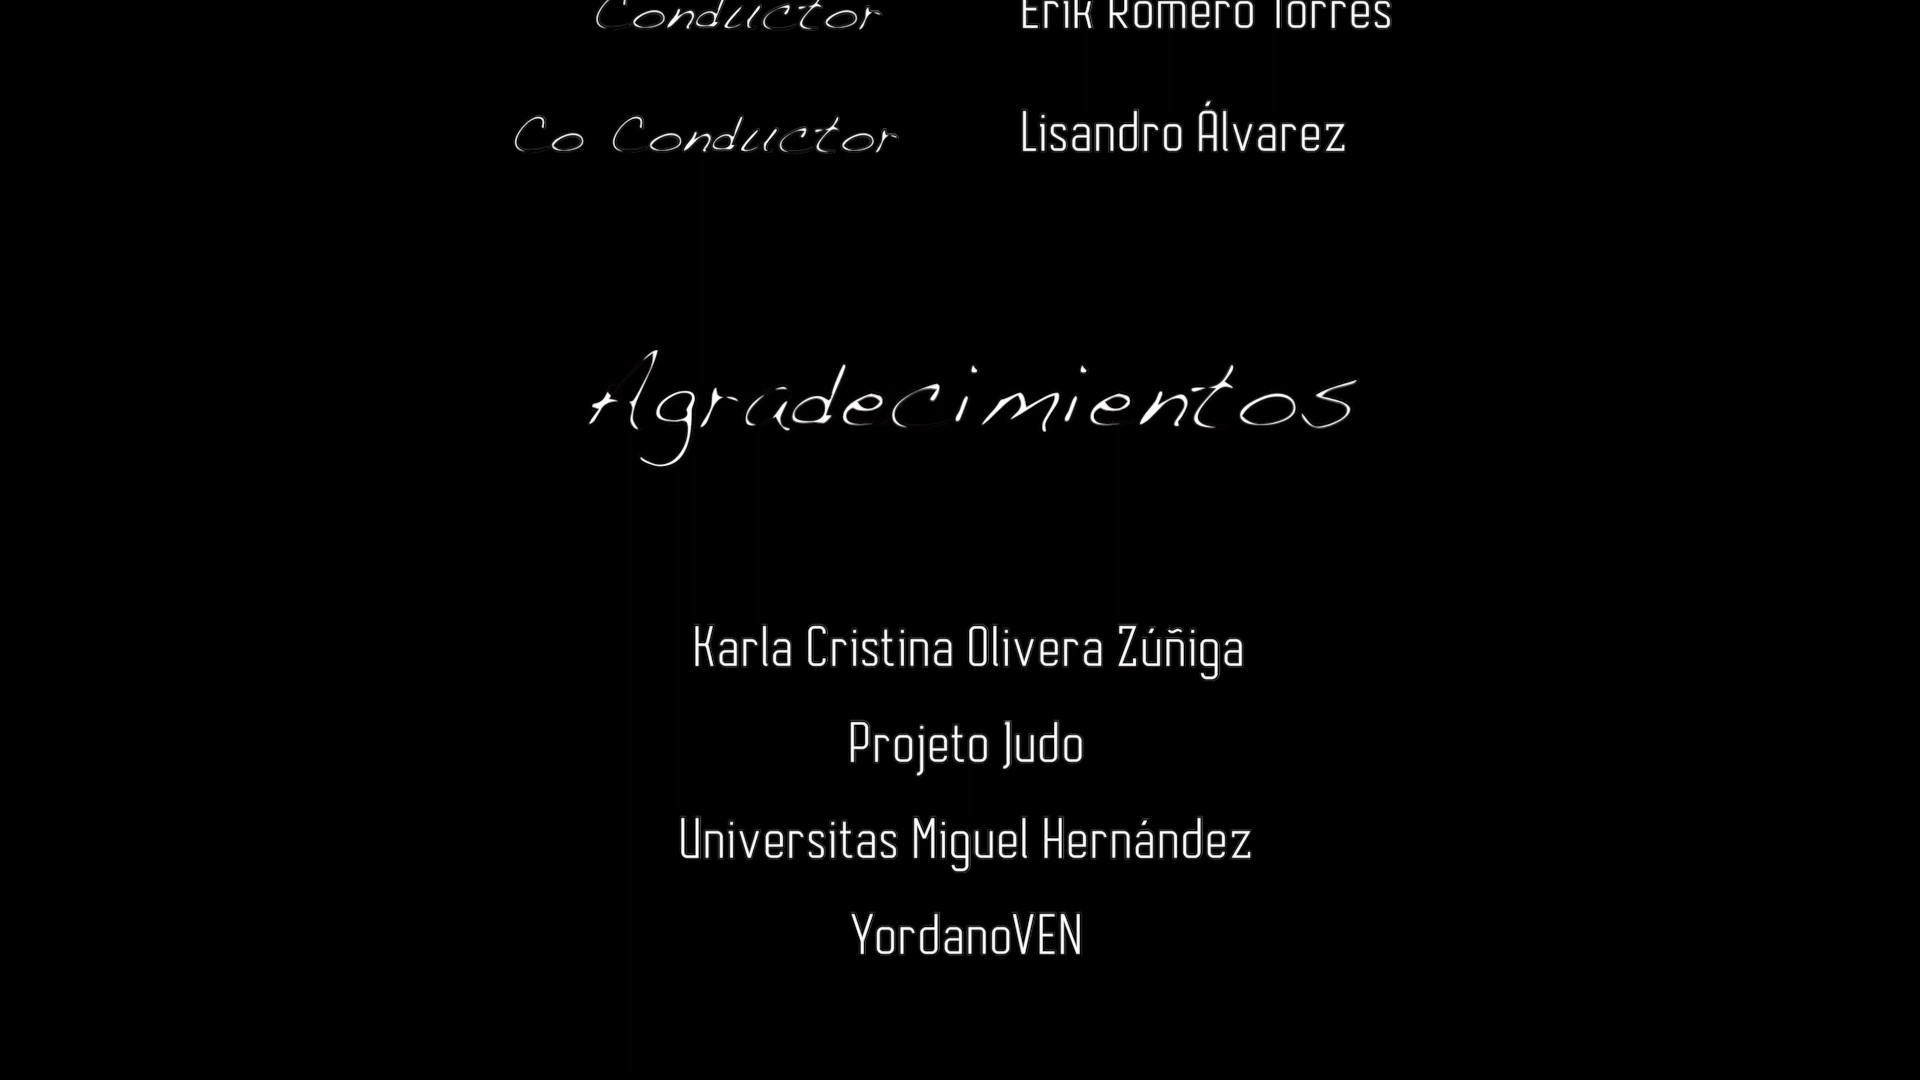 Conductor Erik Romero Torres
Co Conductor Lisandro Álvarez
Agradecimientos
Karla Cristina Olivera Zúñiga
Projeto Judo
Universitas Miguel Hernández
YordanoVEN